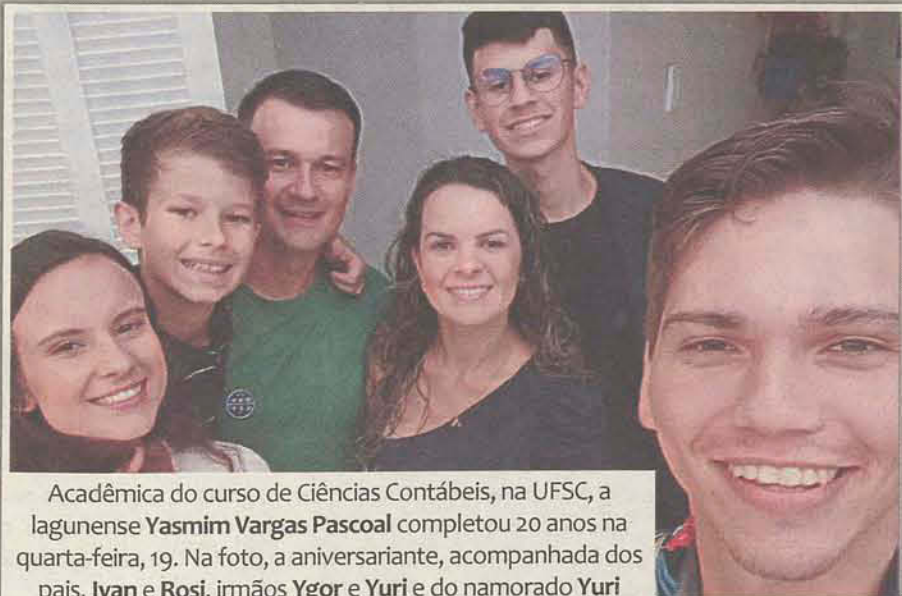 Acadêmica do curso de Ciências Contábeis, na UFSC, a
lagunense Yasmim Vargas Pascoal completou 20 anos na
quarta-feira, 19. Na foto, a aniversariante, acompanhada dos
pais, Ivan e Rosi, irmãos Ygor e Yuri e do namorado Yuri